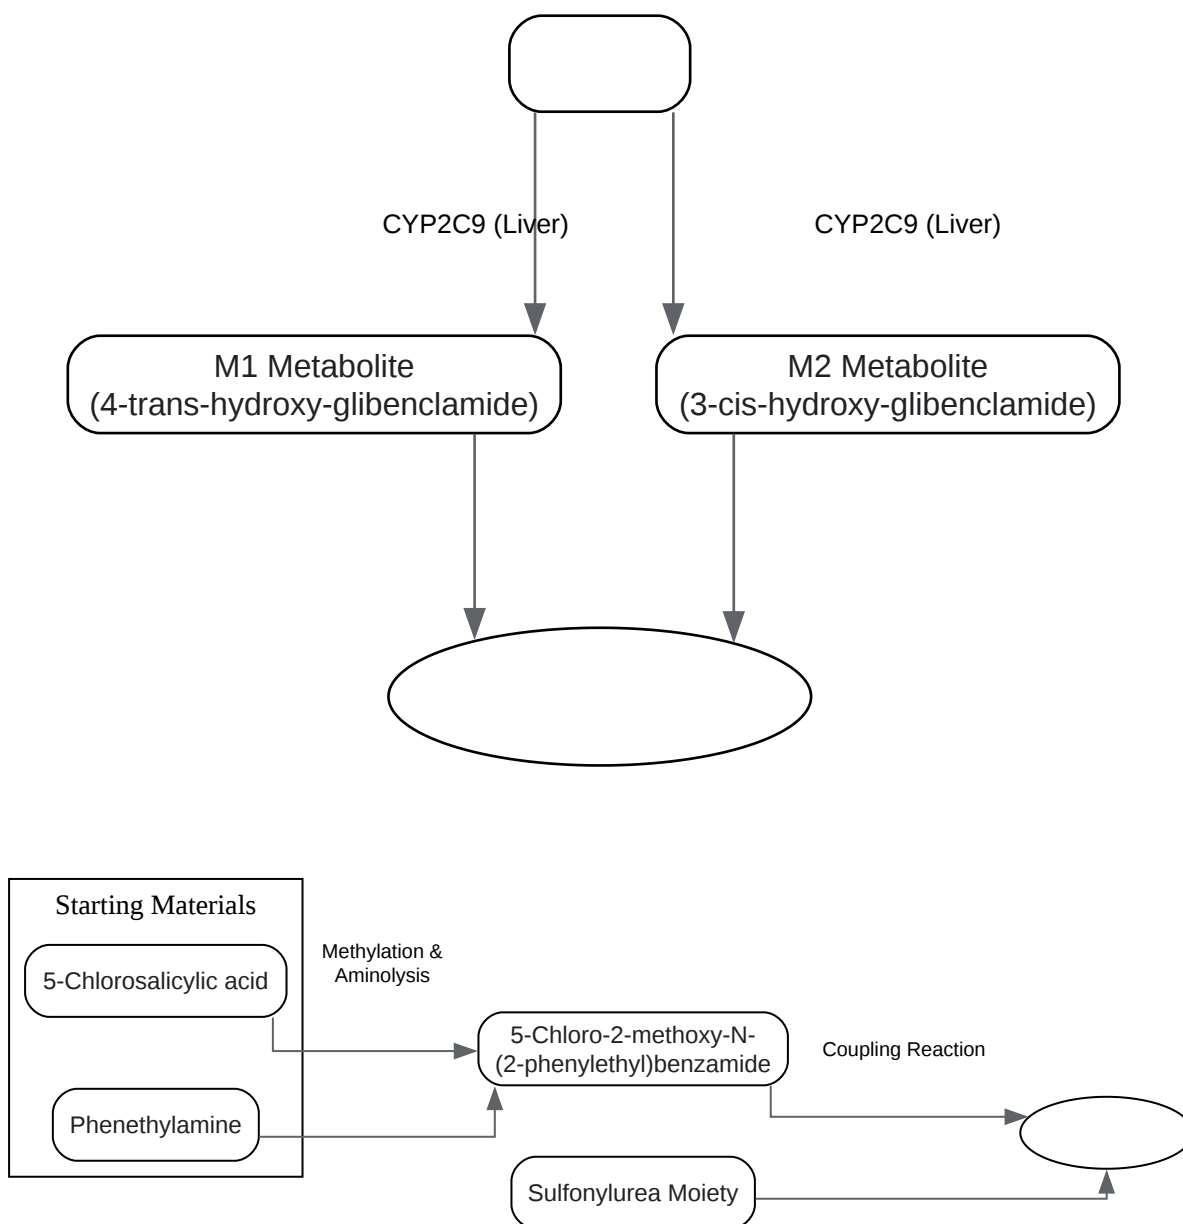 CYP2C9 (Liver)
CYP2C9 (Liver)
M1 Metabolite
(4-trans-hydroxy-glibenclamide)
M2 Metabolite
(3-cis-hydroxy-glibenclamide)
Starting Materials
5-Chlorosalicylic acid
Methylation &
Aminolysis
5-Chloro-2-methoxy-N-
(2-phenylethyl)benzamide
Coupling Reaction
Phenethylamine
Sulfonylurea Moiety